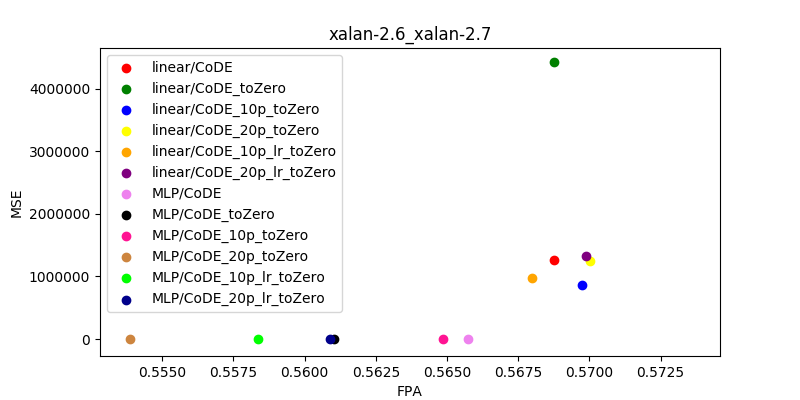 xalan-2.6_xalan-2.7
linear/CoDE
linear/CoDE_toZero
linear/CoDE_10p_toZero
linear/CoDE_20p_toZero
linear/CoDE_10p_lr_toZero
linear/CoDE_20p_lr_toZero
MLP/CoDE
MLP/CoDE_toZero
MLP/CoDE_10p_toZero
MLP/CoDE_20p_toZero
MLP/CoDE_10p_lr_toZero
MLP/CoDE_20p_lr_toZero
MSE
4000000
3000000
2000000
1000000
0
0.5550 0.5575 0.5600 0.5625 0.5650 0.5675 0.5700 0.5725
FPA